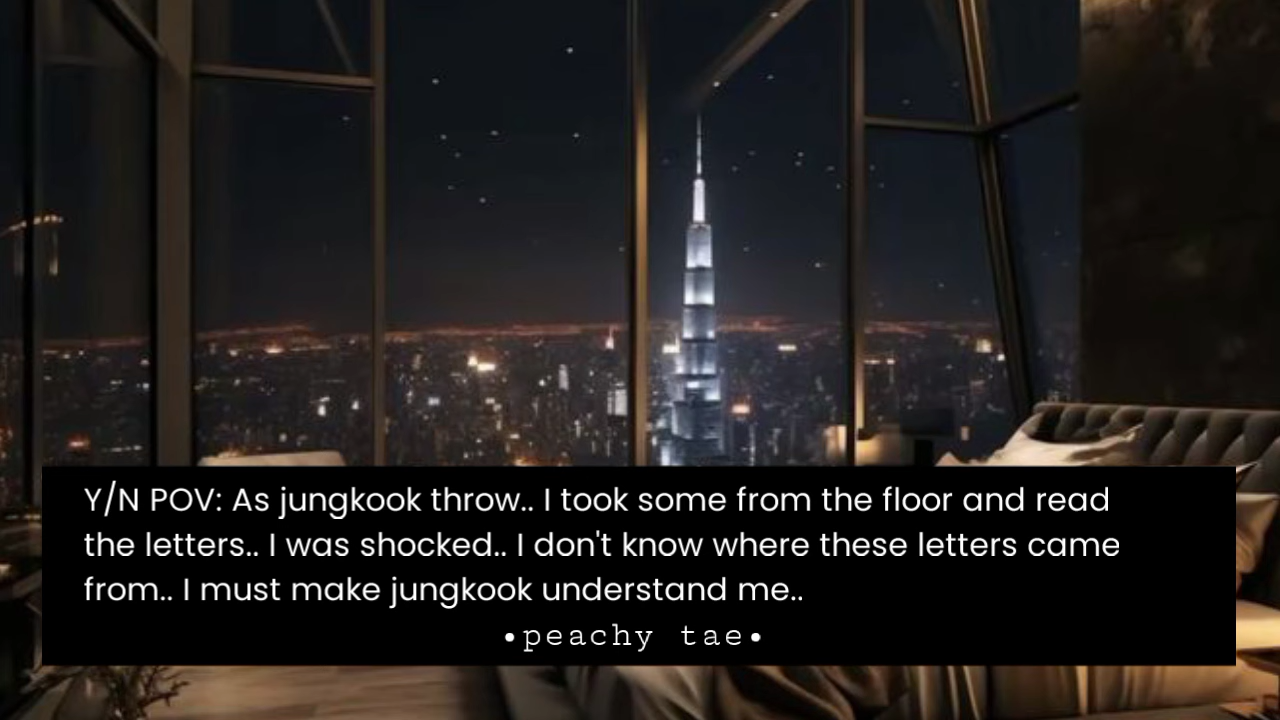 Y/N POV: As jungkook throw.. I took some from the floor and read
the letters.. I was shocked.. I don't know where these letters came
from.. I must make jungkook understand me..
•peachy tae•